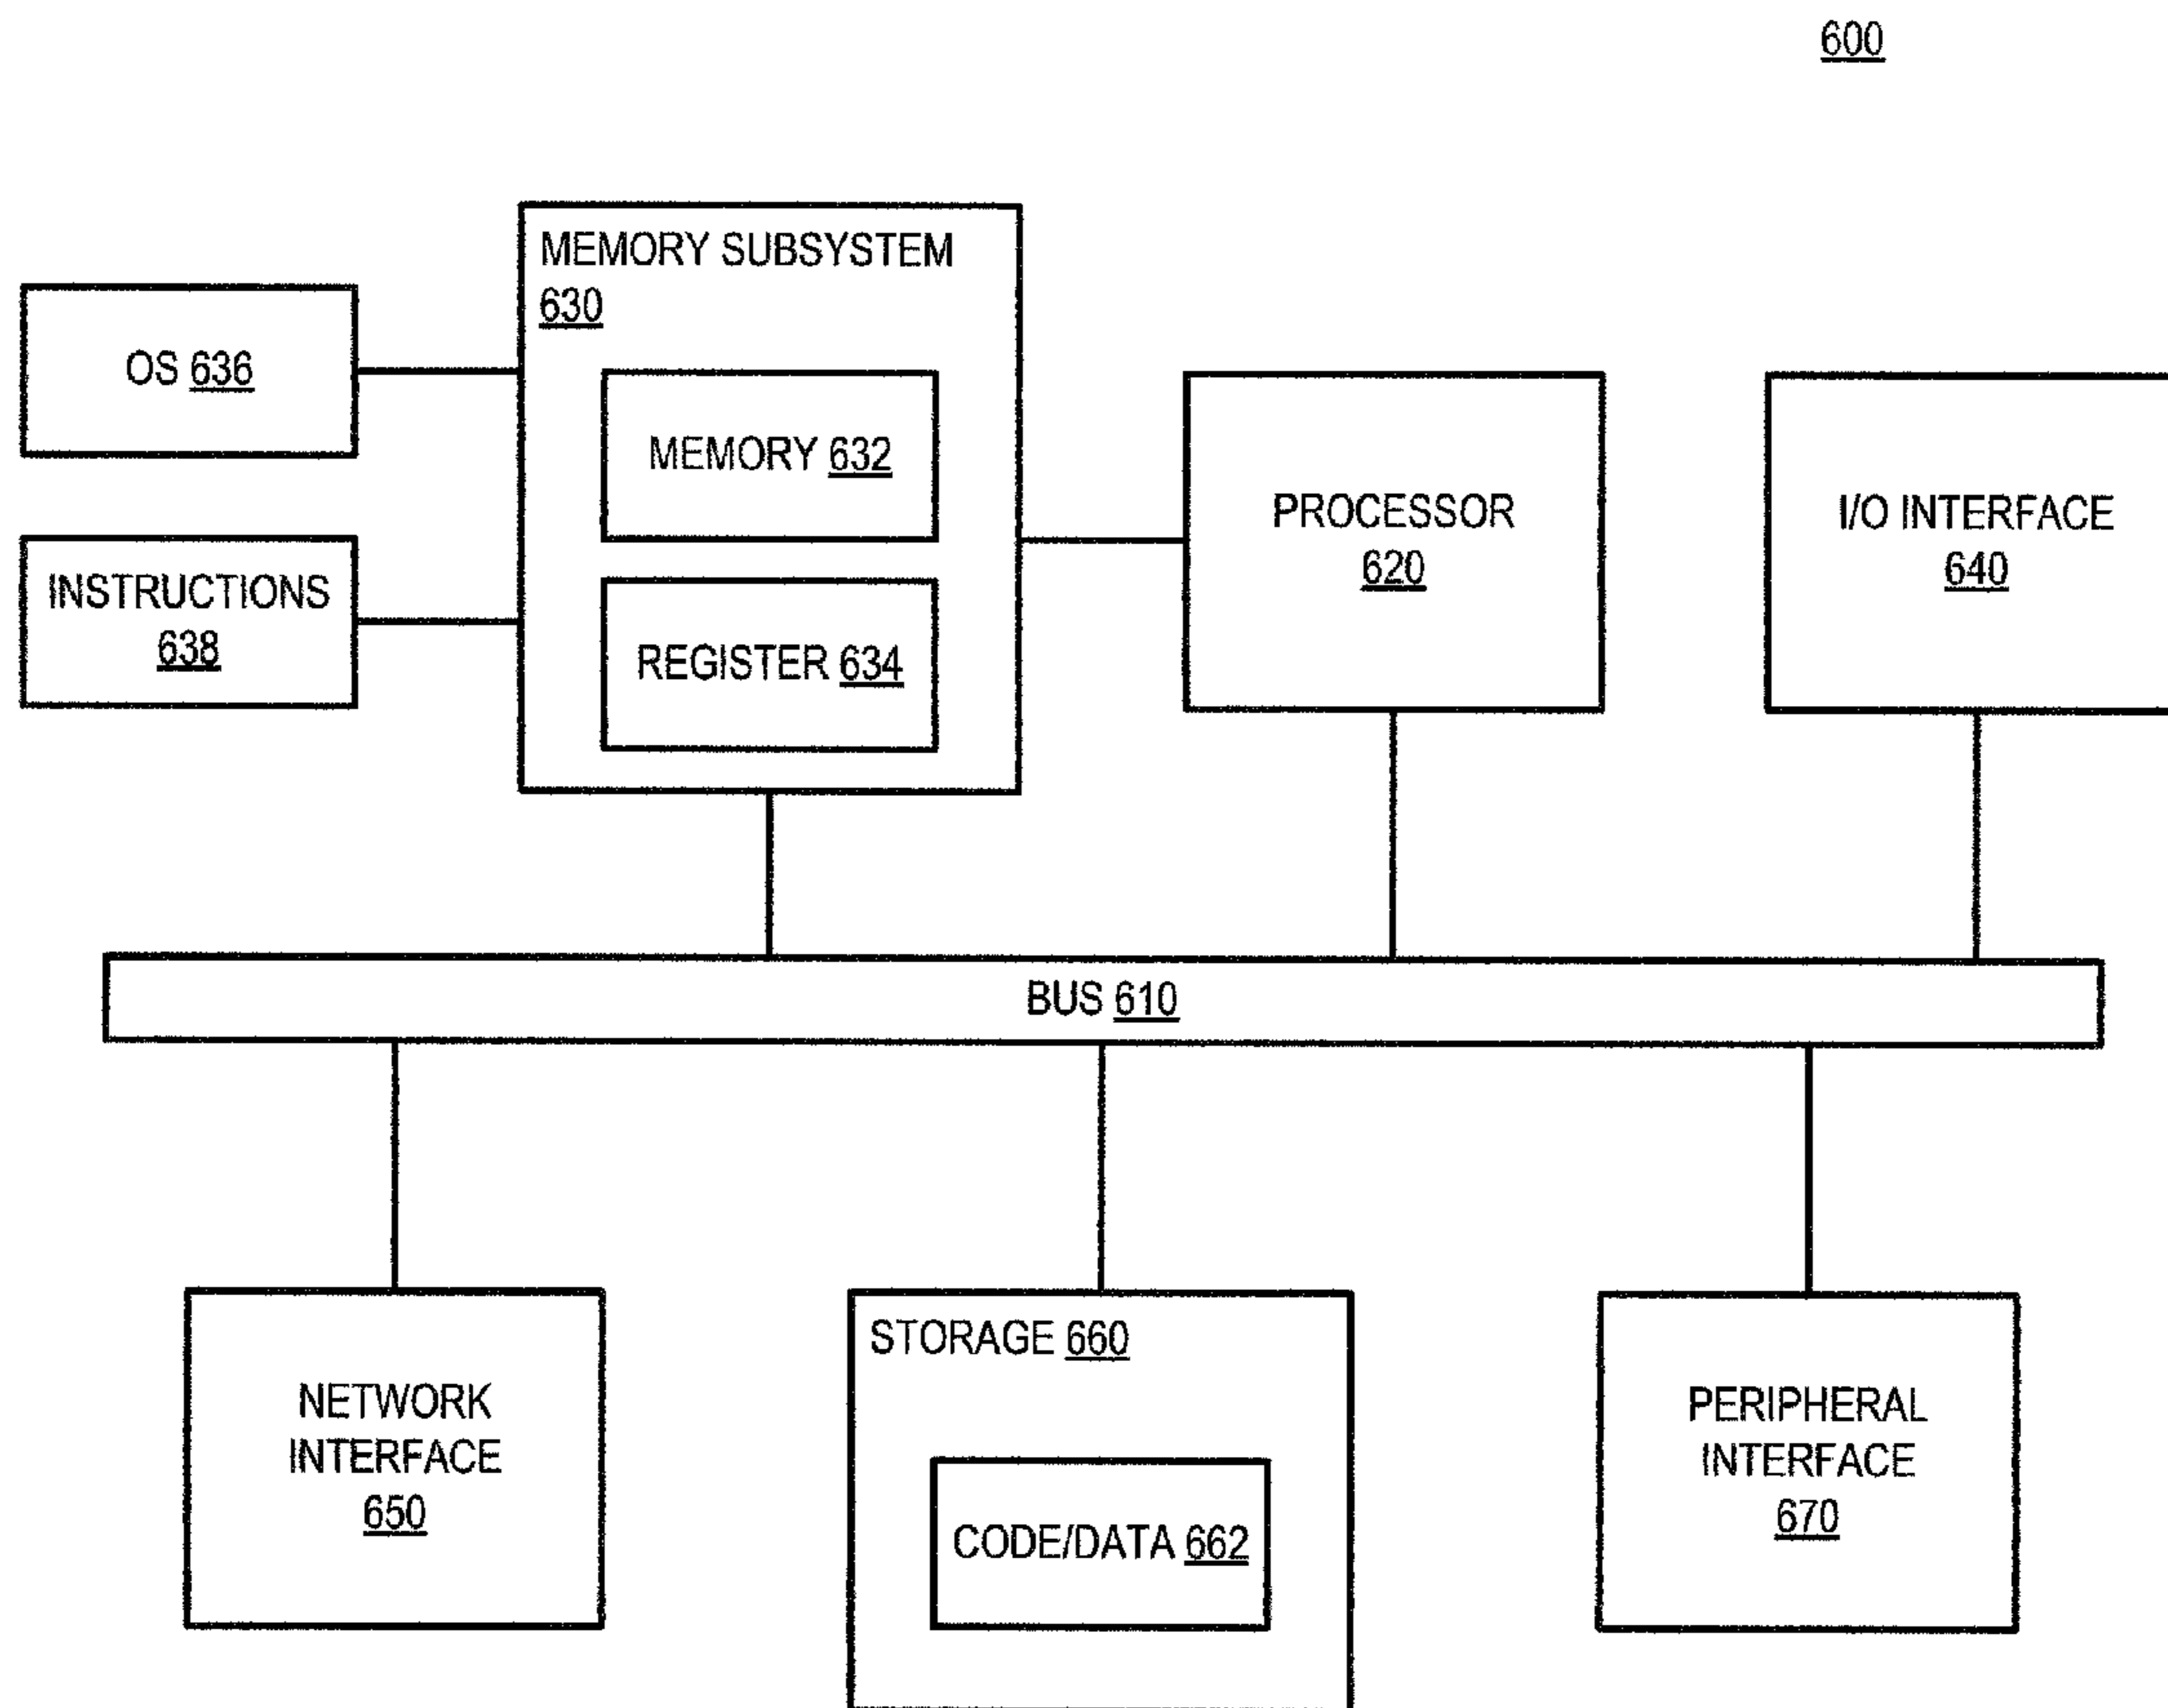 600
MEMORY SUBSYSTEM
630
OS 636
MEMORY 632
INSTRUCTIONS
638
REGISTER 634
PROCESSOR
620
I/O INTERFACE
640
BUS 610
NETWORK
INTERFACE
650
STORAGE 660
CODE/DATA 662
PERIPHERAL
INTERFACE
670